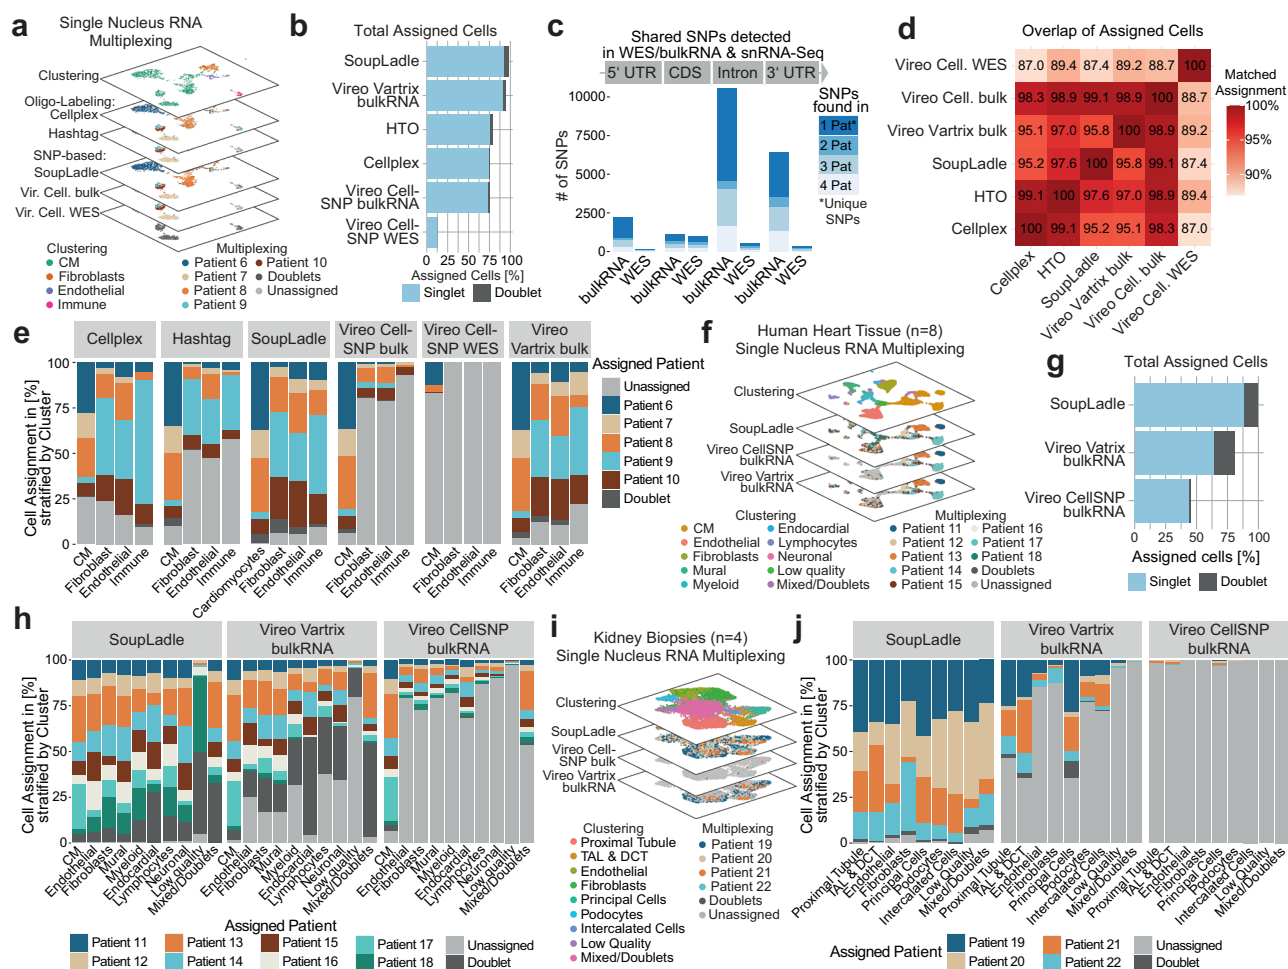 a
Single Nucleus RNA
Multiplexing
Clustering
Oligo-Labeling:
Cellplex
Hashtag
SNP-based:
SoupLadle
Vir. Cell. bulk
Vir. Cell. WES
Clustering
CM
Fibroblasts
Endothelial
Immune
Multiplexing
Patient 6
Patient 7
Patient 8
Patient 9
Patient 10
Doublets
Unassigned
b
Total Assigned Cells
SoupLadle
Vireo Vartrix
bulkRNA
HTO
Cellplex
Vireo Cell-
SNP bulkRNA
Vireo Cell-
SNP WES
0 25 50 75 100
Assigned Cells [%]
Singlet
Doublet
c
Shared SNPs detected
in WES/bulkRNA & snRNA-Seq
5' UTR CDS Intron 3' UTR
# of SNPs
10000
7500
5000
2500
0
bulkRNA WES bulkRNA WES bulkRNA WES bulkRNA WES
SNPs
found in
1 Pat*
2 Pat
3 Pat
4 Pat
*Unique
SNPs
d
Overlap of Assigned Cells
Vireo Cell. WES 87.0 89.4 87.4 89.2 88.7 100
Vireo Cell. bulk 98.3 98.9 99.1 98.9 100 88.7
Vireo Vartrix bulk 95.1 97.0 95.8 100 98.9 89.2
SoupLadle 95.2 97.6 100 95.8 99.1 87.4
HTO 99.1 100 97.6 97.0 98.9 89.4
Cellplex 100 99.1 95.2 95.1 98.3 87.0
Cellplex
HTO
SoupLadle
Vireo Vartrix bulk
Vireo Cell. bulk
Vireo Cell. WES
Matched
Assignment
100%
95%
90%
e
Cellplex
Hashtag
SoupLadle
Vireo Cell-
SNP bulk
Vireo Cell-
SNP WES
Vireo
Vartrix bulk
Cell Assignment in [%]
stratified by Cluster
100
75
50
25
0
CM Fibroblast Endothelial Immune
CM Fibroblast Endothelial Immune
Cardiomyocytes Fibroblast Endothelial Immune
CM Fibroblast Endothelial Immune
CM Fibroblast Endothelial Immune
CM Fibroblast Endothelial Immune
Assigned Patient
Unassigned
Patient 6
Patient 7
Patient 8
Patient 9
Patient 10
Doublet
f
Human Heart Tissue (n=8)
Single Nucleus RNA Multiplexing
Clustering
SoupLadle
Vireo CellSNP
bulkRNA
Vireo Vartrix
bulkRNA
Clustering
CM
Endothelial
Fibroblasts
Mural
Myeloid
Endocardial
Lymphocytes
Neuronal
Low quality
Mixed/Doublets
Multiplexing
Patient 11
Patient 12
Patient 13
Patient 14
Patient 15
Patient 16
Patient 17
Patient 18
Doublets
Unassigned
g
Total Assigned Cells
SoupLadle
Vireo Vatrix
bulkRNA
Vireo CellSNP
bulkRNA
0 25 50 75 100
Assigned cells [%]
Singlet
Doublet
h
SoupLadle
Vireo Vartrix
bulkRNA
Vireo CellSNP
bulkRNA
Cell Assignment in [%]
stratified by Cluster
100
75
50
25
0
CM Endothelial Fibroblasts Mural Myeloid Endocardial Lymphocytes Neuronal Low quality Mixed/Doublets
CM Endothelial Fibroblasts Mural Myeloid Endocardial Lymphocytes Neuronal Low quality Mixed/Doublets
CM Endothelial Fibroblasts Mural Myeloid Endocardial Lymphocytes Neuronal Low quality Mixed/Doublets
Assigned Patient
Patient 11
Patient 12
Patient 13
Patient 14
Patient 15
Patient 16
Patient 17
Patient 18
Unassigned
Doublet
i
Kidney Biopsies (n=4)
Single Nucleus RNA Multiplexing
Clustering
SoupLadle
Vireo Cell-
SNP bulk
Vireo Vartrix
bulkRNA
Clustering
Proximal Tubule
TAL & DCT
Endothelial
Fibroblasts
Principal Cells
Podocytes
Intercalated Cells
Low Quality
Mixed/Doublets
Multiplexing
Patient 19
Patient 20
Patient 21
Patient 22
Doublets
Unassigned
j
SoupLadle
Vireo Vartrix
bulkRNA
Vireo CellSNP
bulkRNA
Cell Assignment in [%]
stratified by Cluster
100
75
50
25
0
Proximal Tubule TAL & DCT Endothelial Fibroblasts Principal Cells Podocytes Intercalated Cells Low Quality Mixed/Doublets
Proximal Tubule TAL & DCT Endothelial Fibroblasts Principal Cells Podocytes Intercalated Cells Low Quality Mixed/Doublets
Proximal Tubule TAL & DCT Endothelial Fibroblasts Principal Cells Podocytes Intercalated Cells Low Quality Mixed/Doublets
Assigned Patient
Patient 19
Patient 20
Patient 21
Patient 22
Unassigned
Doublet